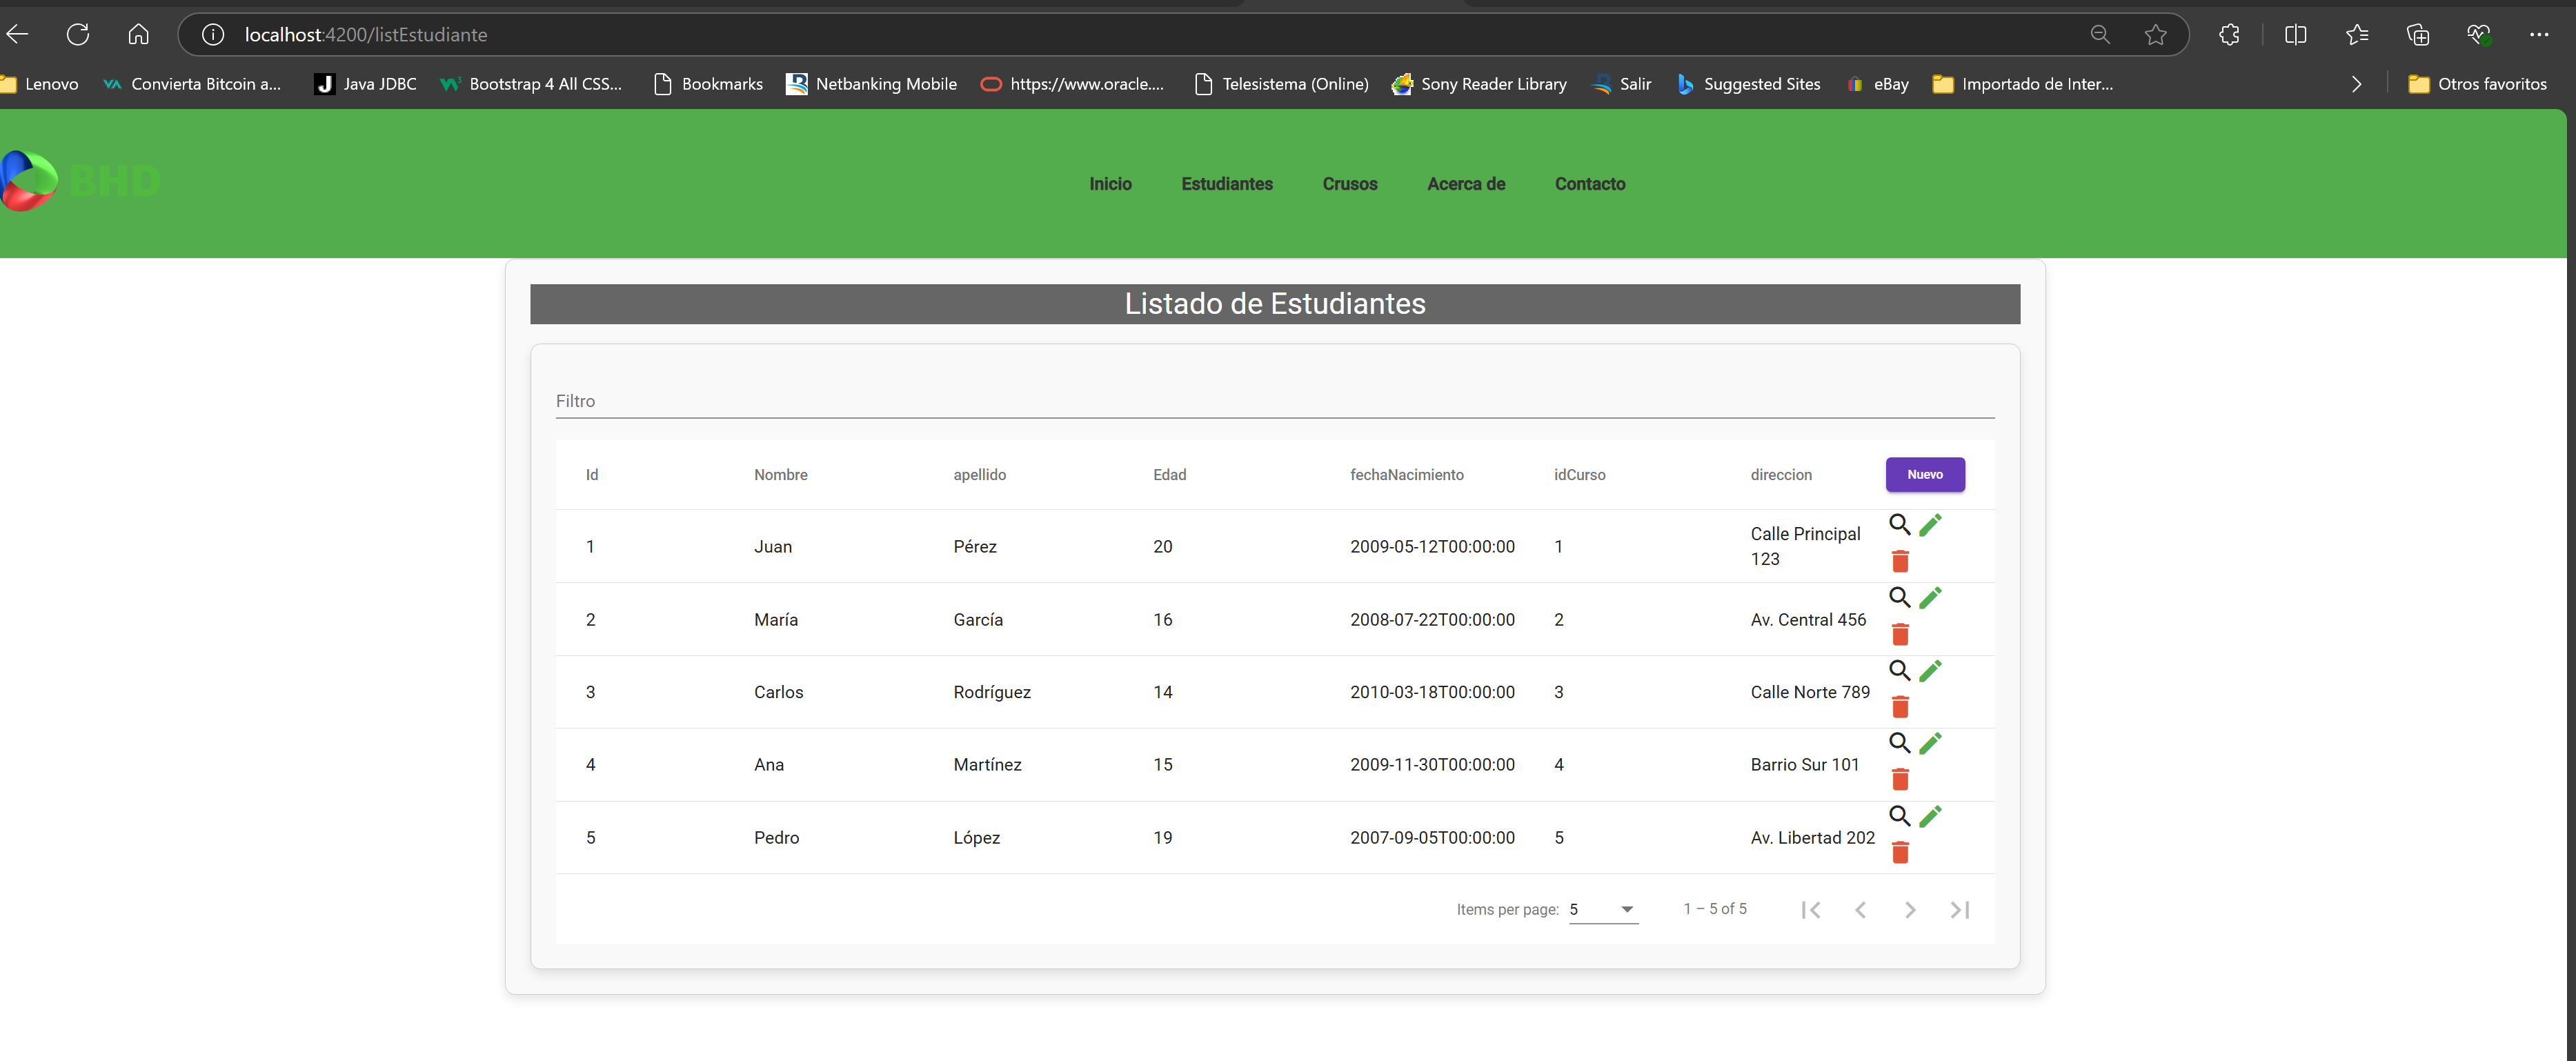 localhost:4200/listEstudiante
Lenovo Convierta Bitcoin a... Java JDBC Bootstrap 4 All CSS... Bookmarks Netbanking Mobile https://www.oracle.... Telesistema (Online) Sony Reader Library Salir Suggested Sites eBay Importado de Inter... Otros favoritos
BHD Inicio Estudiantes Crusos Acerca de Contacto
Listado de Estudiantes
Filtro
Id Nombre apellido Edad fechaNacimiento idCurso direccion Nuevo
1 Juan Pérez 20 2009-05-12T00:00:00 1 Calle Principal
123
2 María García 16 2008-07-22T00:00:00 2 Av. Central 456
3 Carlos Rodríguez 14 2010-03-18T00:00:00 3 Calle Norte 789
4 Ana Martínez 15 2009-11-30T00:00:00 4 Barrio Sur 101
5 Pedro López 19 2007-09-05T00:00:00 5 Av. Libertad 202
Items per page: 5 1 – 5 of 5